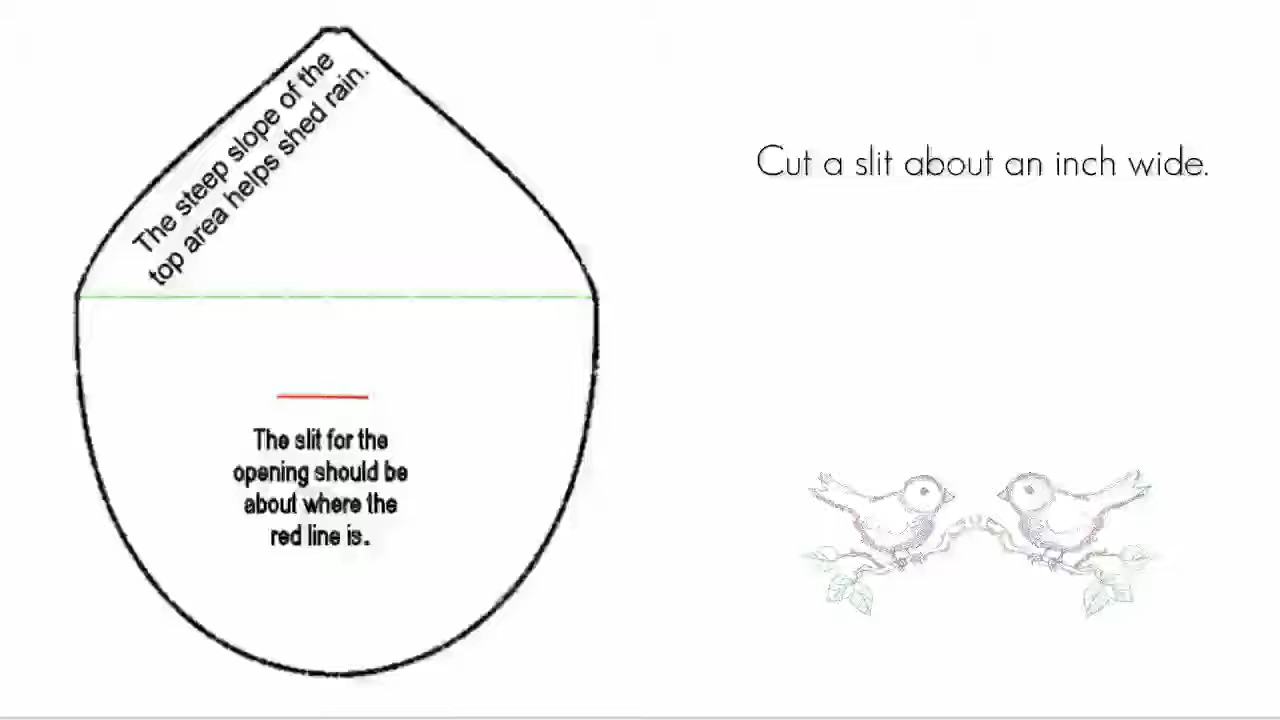 The steep slope of the
top area helps shed rain.
Cut a slit about an inch wide.
The slit for the
opening should be
about where the
red line is.